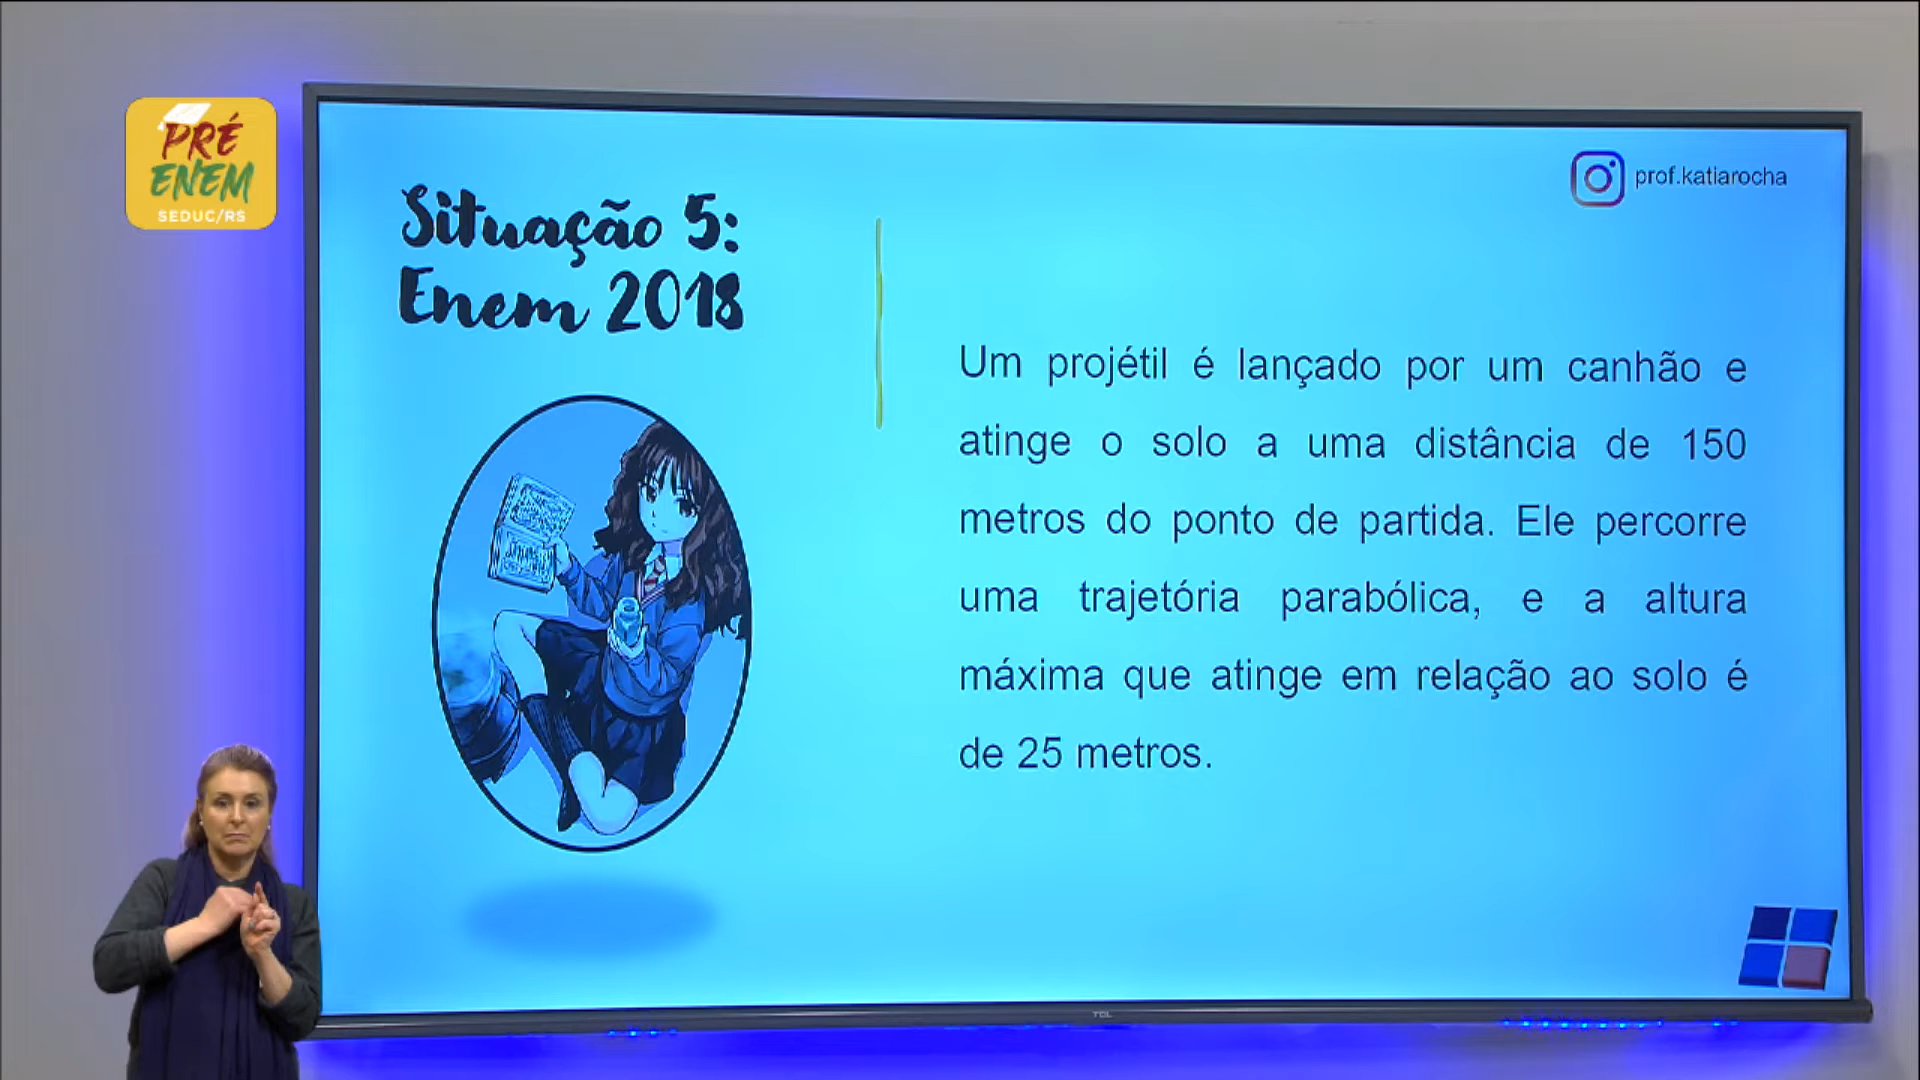 PRÉ
ENEM
SEDUC/RS
Situação 5:
Enem 2018
prof.katiarocha
Um projétil é lançado por um canhão e
atinge o solo a uma distância de 150
metros do ponto de partida. Ele percorre
uma trajetória parabólica, e a altura
máxima que atinge em relação ao solo é
de 25 metros.
TCL